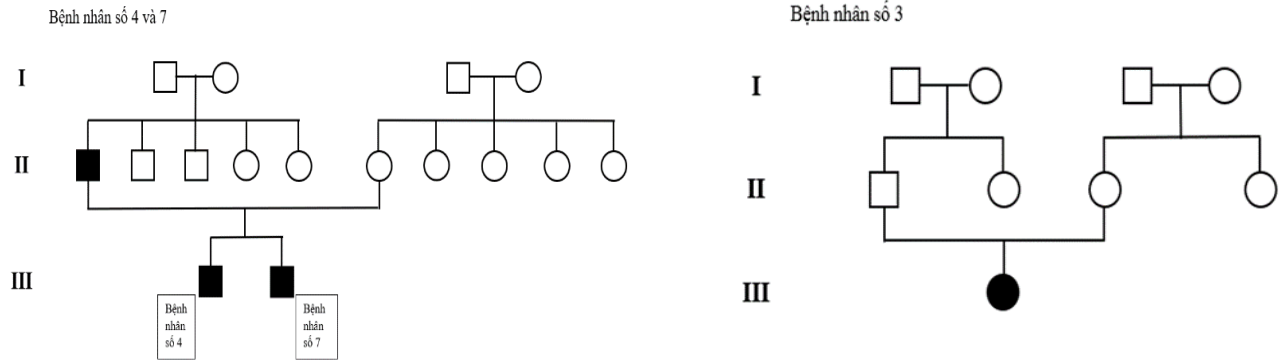 Bệnh nhân số 4 và 7
I
II
III
Bệnh
nhân
số 4
Bệnh
nhân
số 7
Bệnh nhân số 3
I
II
III